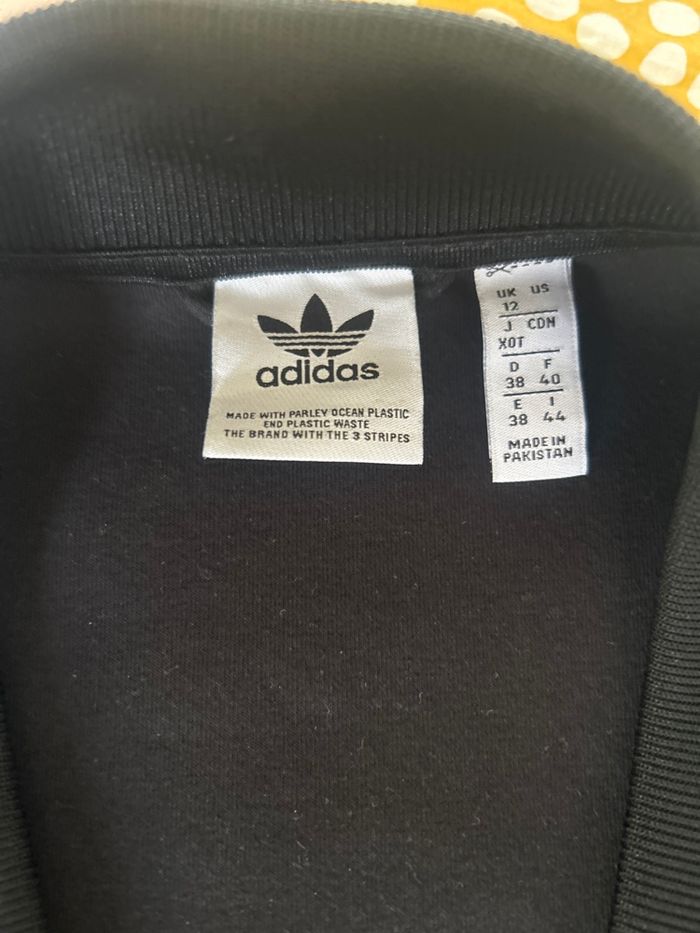 adidas
MADE WITH PARLEY OCEAN PLASTIC
END PLASTIC WASTE
THE BRAND WITH THE 3 STRIPES
UK US
12
J CDN
XOT
D F
38 40
E I
38 44
MADE IN
PAKISTAN